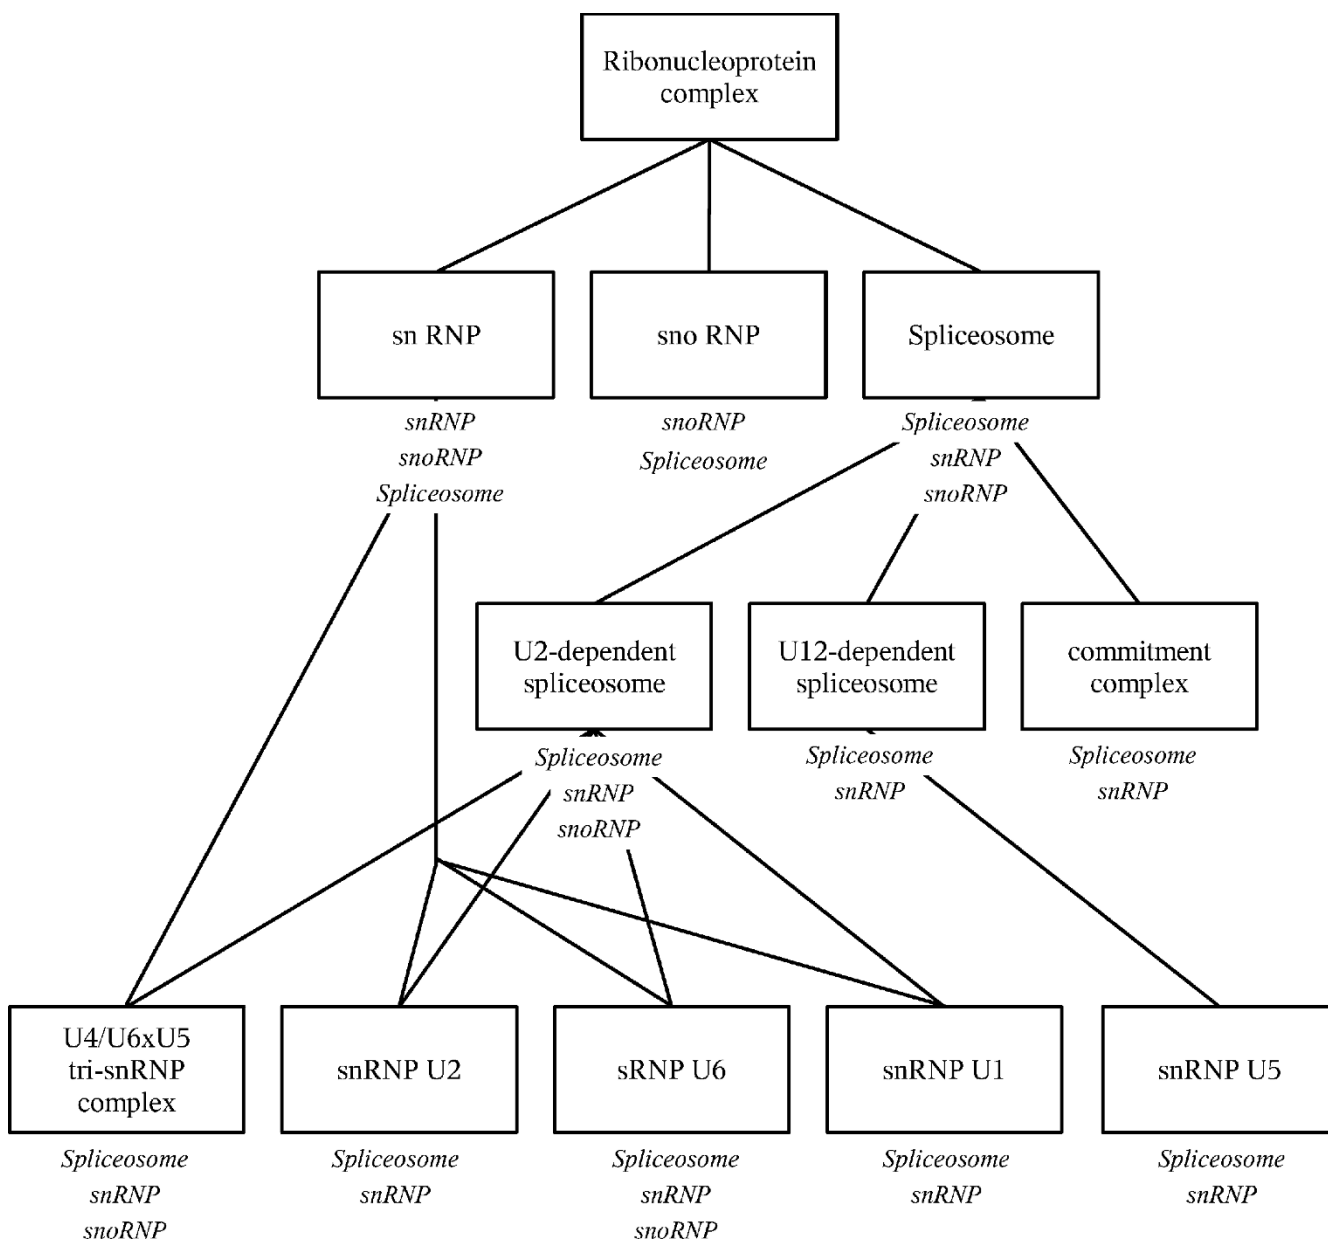 Ribonucleoprotein
complex
sn RNP
snRNP
snoRNP
Spliceosome
sno RNP
snoRNP
Spliceosome
Spliceosome
Spliceosome
snRNP
snoRNP
U2-dependent
spliceosome
Spliceosome
snRNP
snoRNP
U12-dependent
spliceosome
Spliceosome
snRNP
commitment
complex
Spliceosome
snRNP
U4/U6xU5
tri-snRNP
complex
Spliceosome
snRNP
snoRNP
snRNP U2
Spliceosome
snRNP
sRNP U6
Spliceosome
snRNP
snoRNP
snRNP U1
Spliceosome
snRNP
snRNP U5
Spliceosome
snRNP